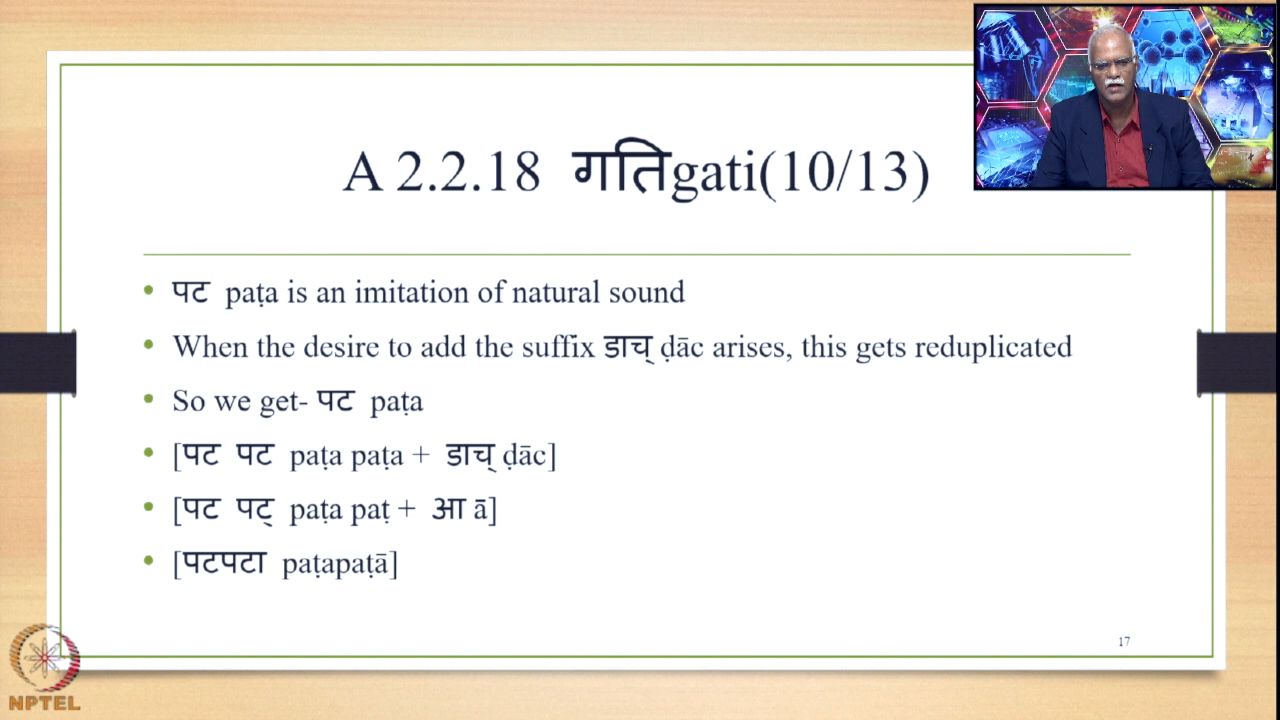 A 2.2.18 गतिgati(10/13)
• पट paṭa is an imitation of natural sound
• When the desire to add the suffix डाच् ḍāc arises, this gets reduplicated
• So we get- पट paṭa
• [पट पट paṭa paṭa + डाच् ḍāc]
• [पट पट् paṭa paṭ + आ ā]
• [पटपटा paṭapaṭā]
17
NPTEL